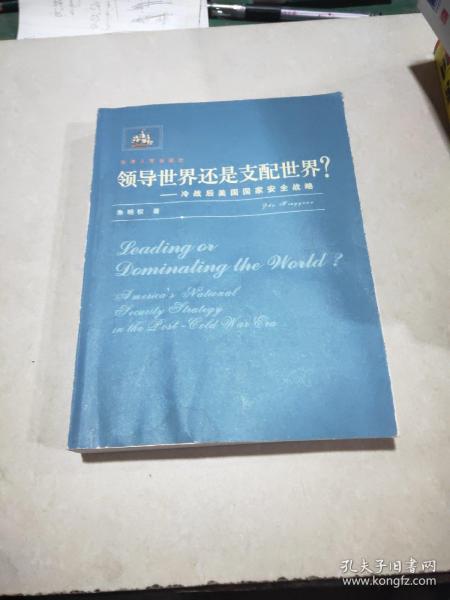 领导世界还是支配世界?
——冷战后美国国家安全战略
朱明权 著
Zhu Mingquan
Leading or
Dominating the World?
America's National
Security Strategy
in the Post-Cold War Era
孔夫子旧书网
www.kongfz.com